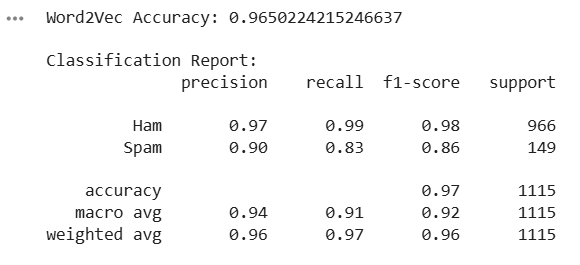 ••• Word2Vec Accuracy: 0.9650224215246637
Classification Report:
precision recall f1-score support
Ham 0.97 0.99 0.98 966
Spam 0.90 0.83 0.86 149
accuracy 0.97 1115
macro avg 0.94 0.91 0.92 1115
weighted avg 0.96 0.97 0.96 1115